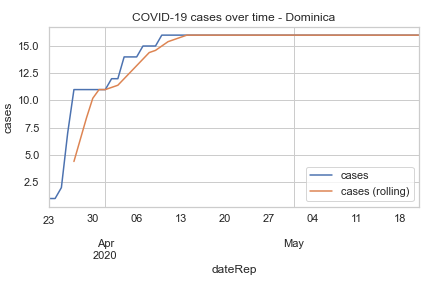 COVID-19 cases over time - Dominica
cases
15.0
12.5
10.0
7.5
5.0
2.5
cases
cases (rolling)
23 30 06 13 20 27 04 11 18
Apr May
2020
dateRep